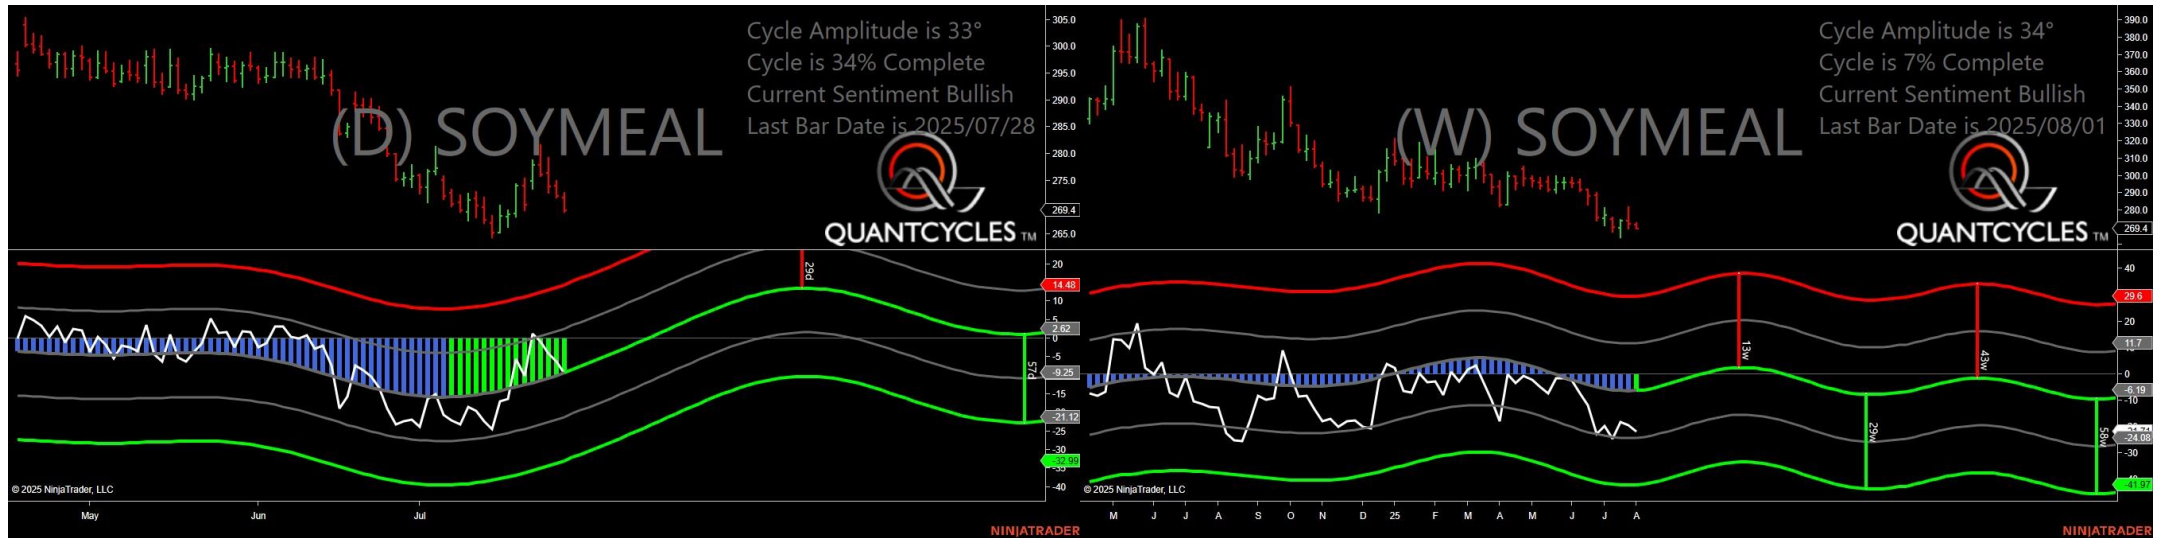 Cycle Amplitude is 33°
Cycle is 34% Complete
Current Sentiment Bullish
Last Bar Date is 2025/07/28
(D) SOYMEAL
QUANTCYCLES TM
305.0
300.0
295.0
290.0
285.0
280.0
275.0
269.4
265.0
29d
57d
20
14.48
10
5
2.62
0
-5
-9.25
-15
-21.12
-25
-32.99
-35
-40
© 2025 NinjaTrader, LLC
May Jun Jul
NINJATRADER
Cycle Amplitude is 34°
Cycle is 7% Complete
Current Sentiment Bullish
Last Bar Date is 2025/08/01
(W) SOYMEAL
QUANTCYCLES TM
390.0
380.0
370.0
360.0
350.0
340.0
330.0
320.0
310.0
300.0
290.0
280.0
269.4
13w
29w
43w
58w
40
29.6
20
11.7
0
-6.19
-10
-24.08
-30
-41.97
© 2025 NinjaTrader, LLC
M J J A S O N D 25 F M A M J J A
NINJATRADER